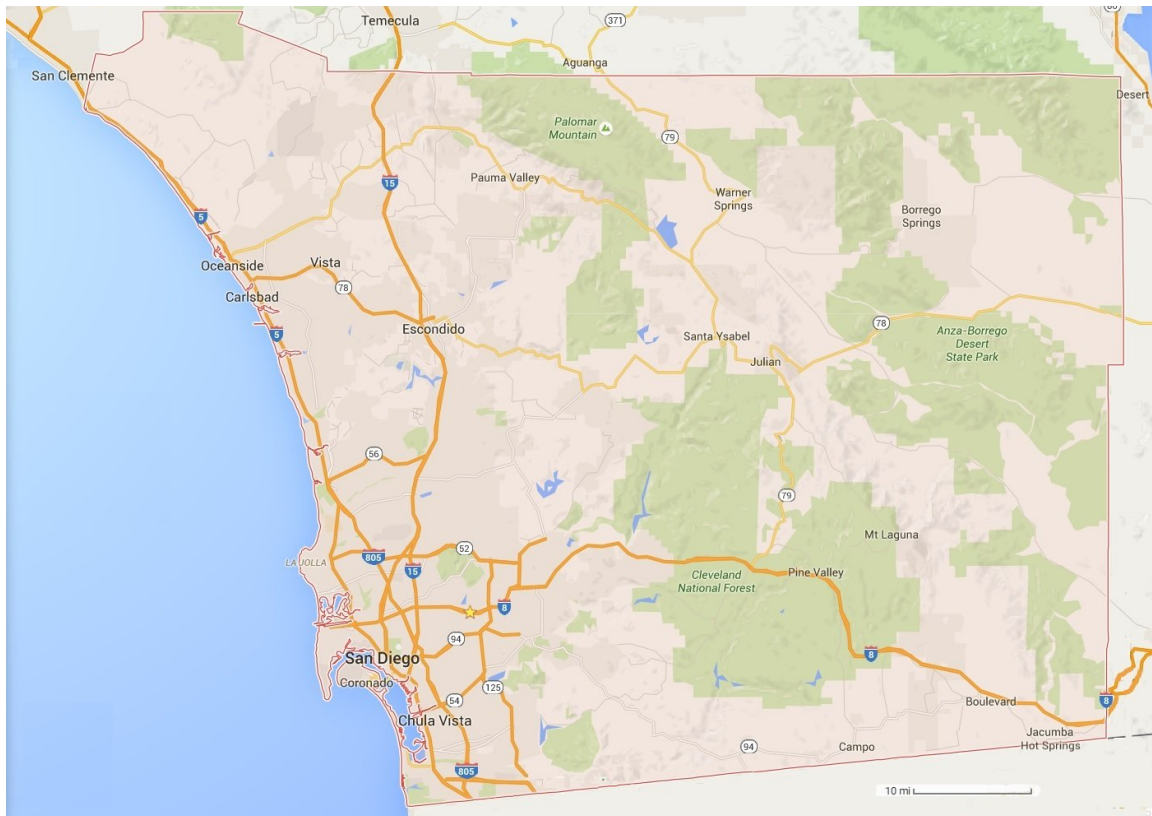 Temecula
371
San Clemente
Aguanga
Desert
Palomar
Mountain
79
15
Pauma Valley
Warner
Springs
5
Borrego
Springs
Oceanside
Vista
78
Carlsbad
5
Escondido
78
Santa Ysabel
Anza-Borrego
Desert
State Park
Julian
56
79
Mt Laguna
52
805
LA JOLLA
15
Pine Valley
Cleveland
National Forest
8
94
San Diego
8
Coronado
125
54
8
Boulevard
Chula Vista
Jacumba
Hot Springs
94
Campo
805
10 mi